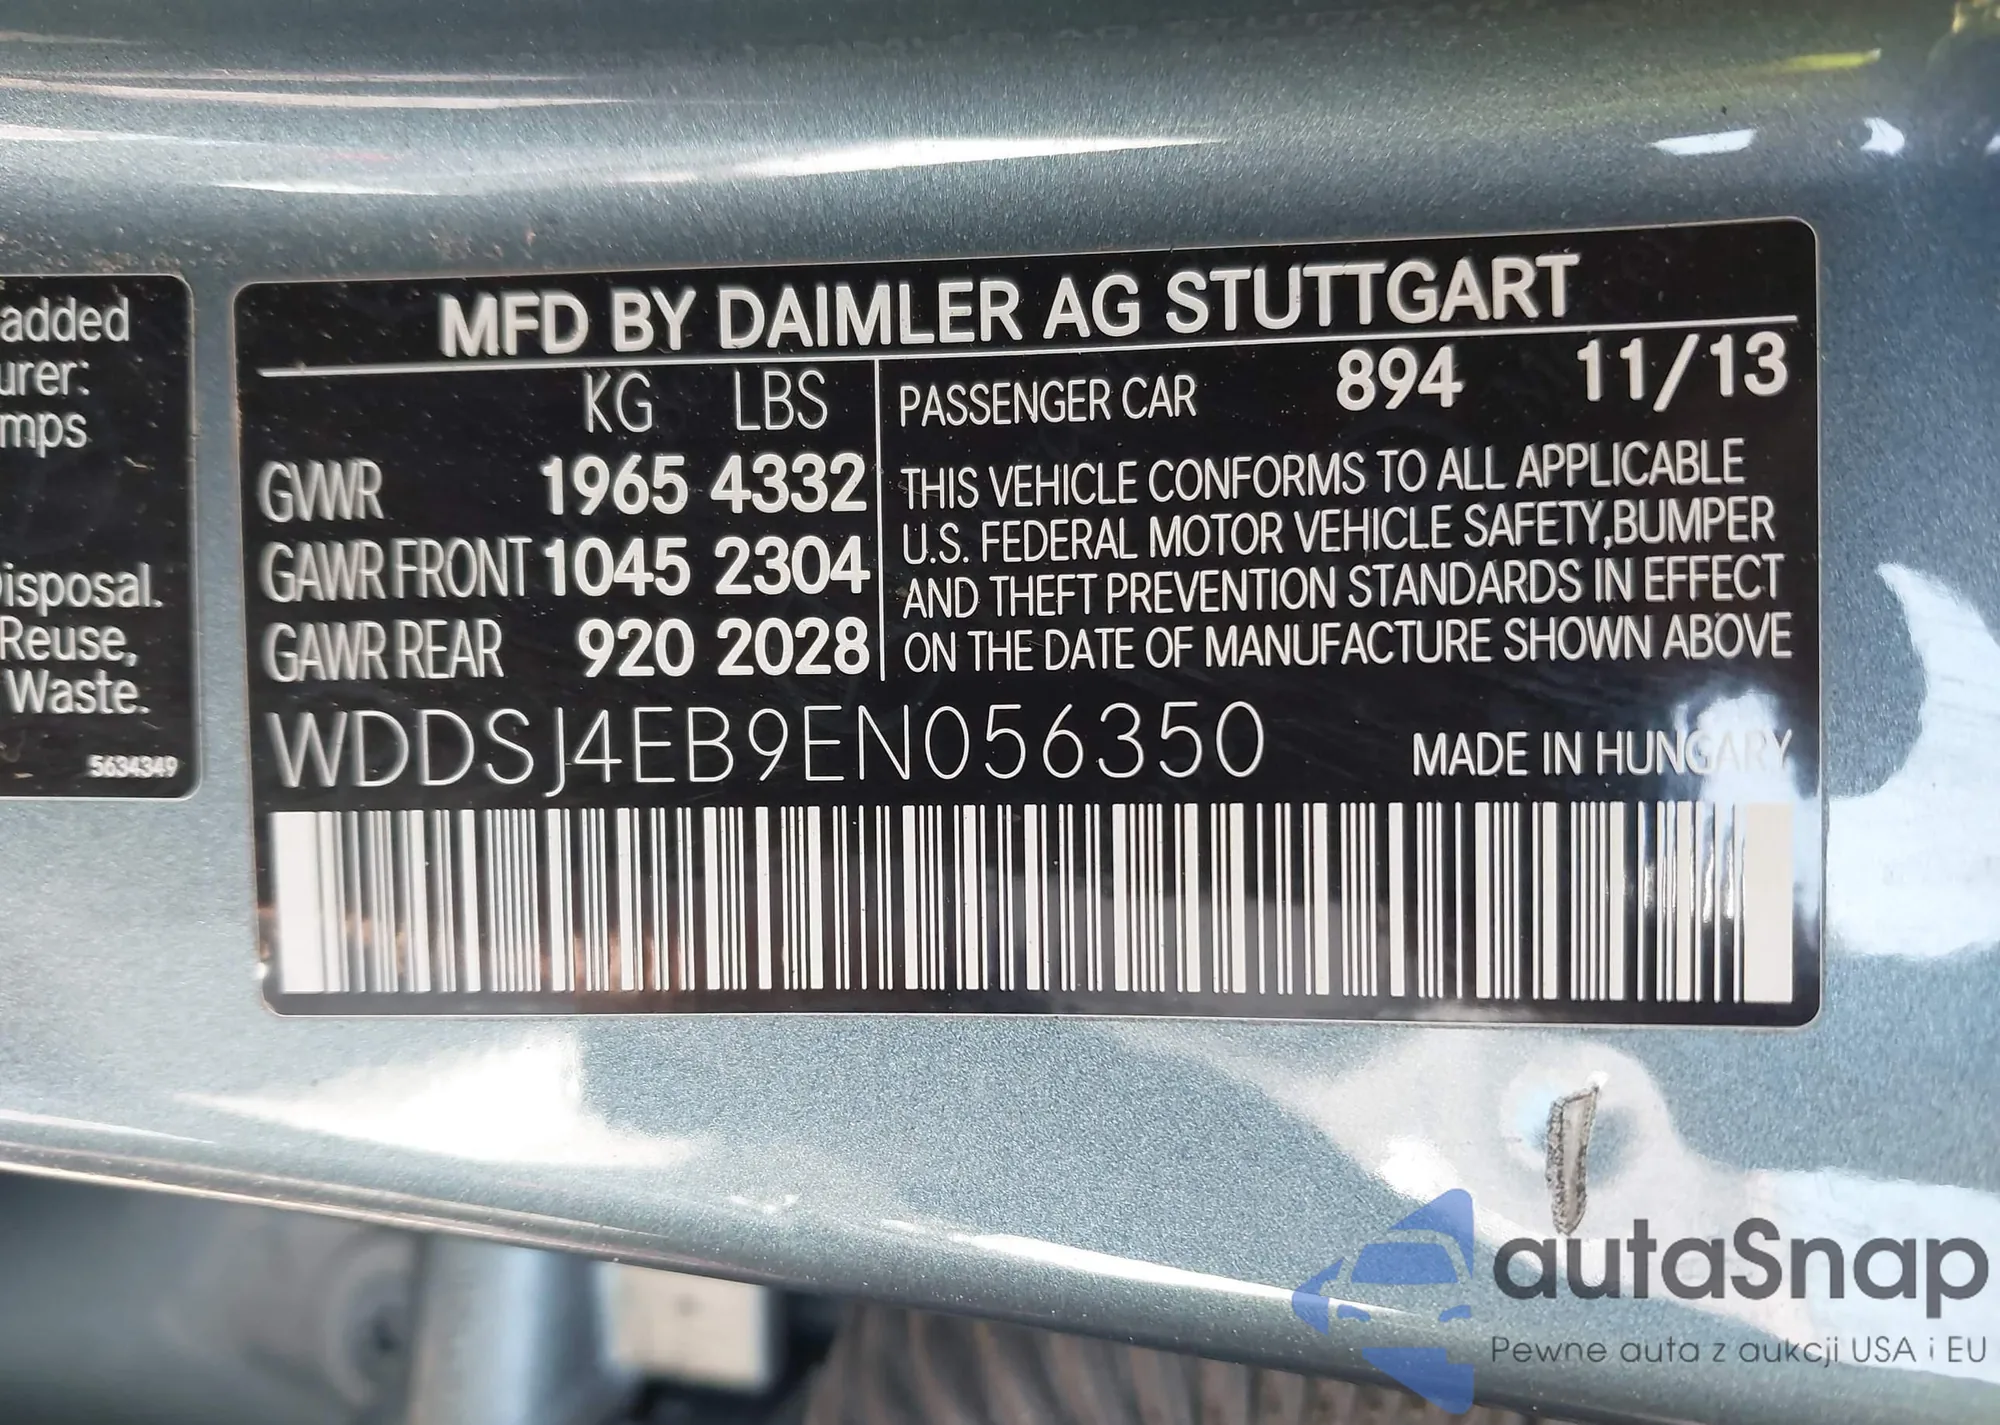 added
urer:
mps
isposal.
Reuse,
Waste.
5634349
MFD BY DAIMLER AG STUTTGART
KG LBS
GVWR 1965 4332
GAWR FRONT 1045 2304
GAWR REAR 920 2028
PASSENGER CAR 894 11/13
THIS VEHICLE CONFORMS TO ALL APPLICABLE
U.S. FEDERAL MOTOR VEHICLE SAFETY,BUMPER
AND THEFT PREVENTION STANDARDS IN EFFECT
ON THE DATE OF MANUFACTURE SHOWN ABOVE
WDDSJ4EB9EN056350 MADE IN HUNGARY
autaSnap
Pewne auta z aukcji USA i EU